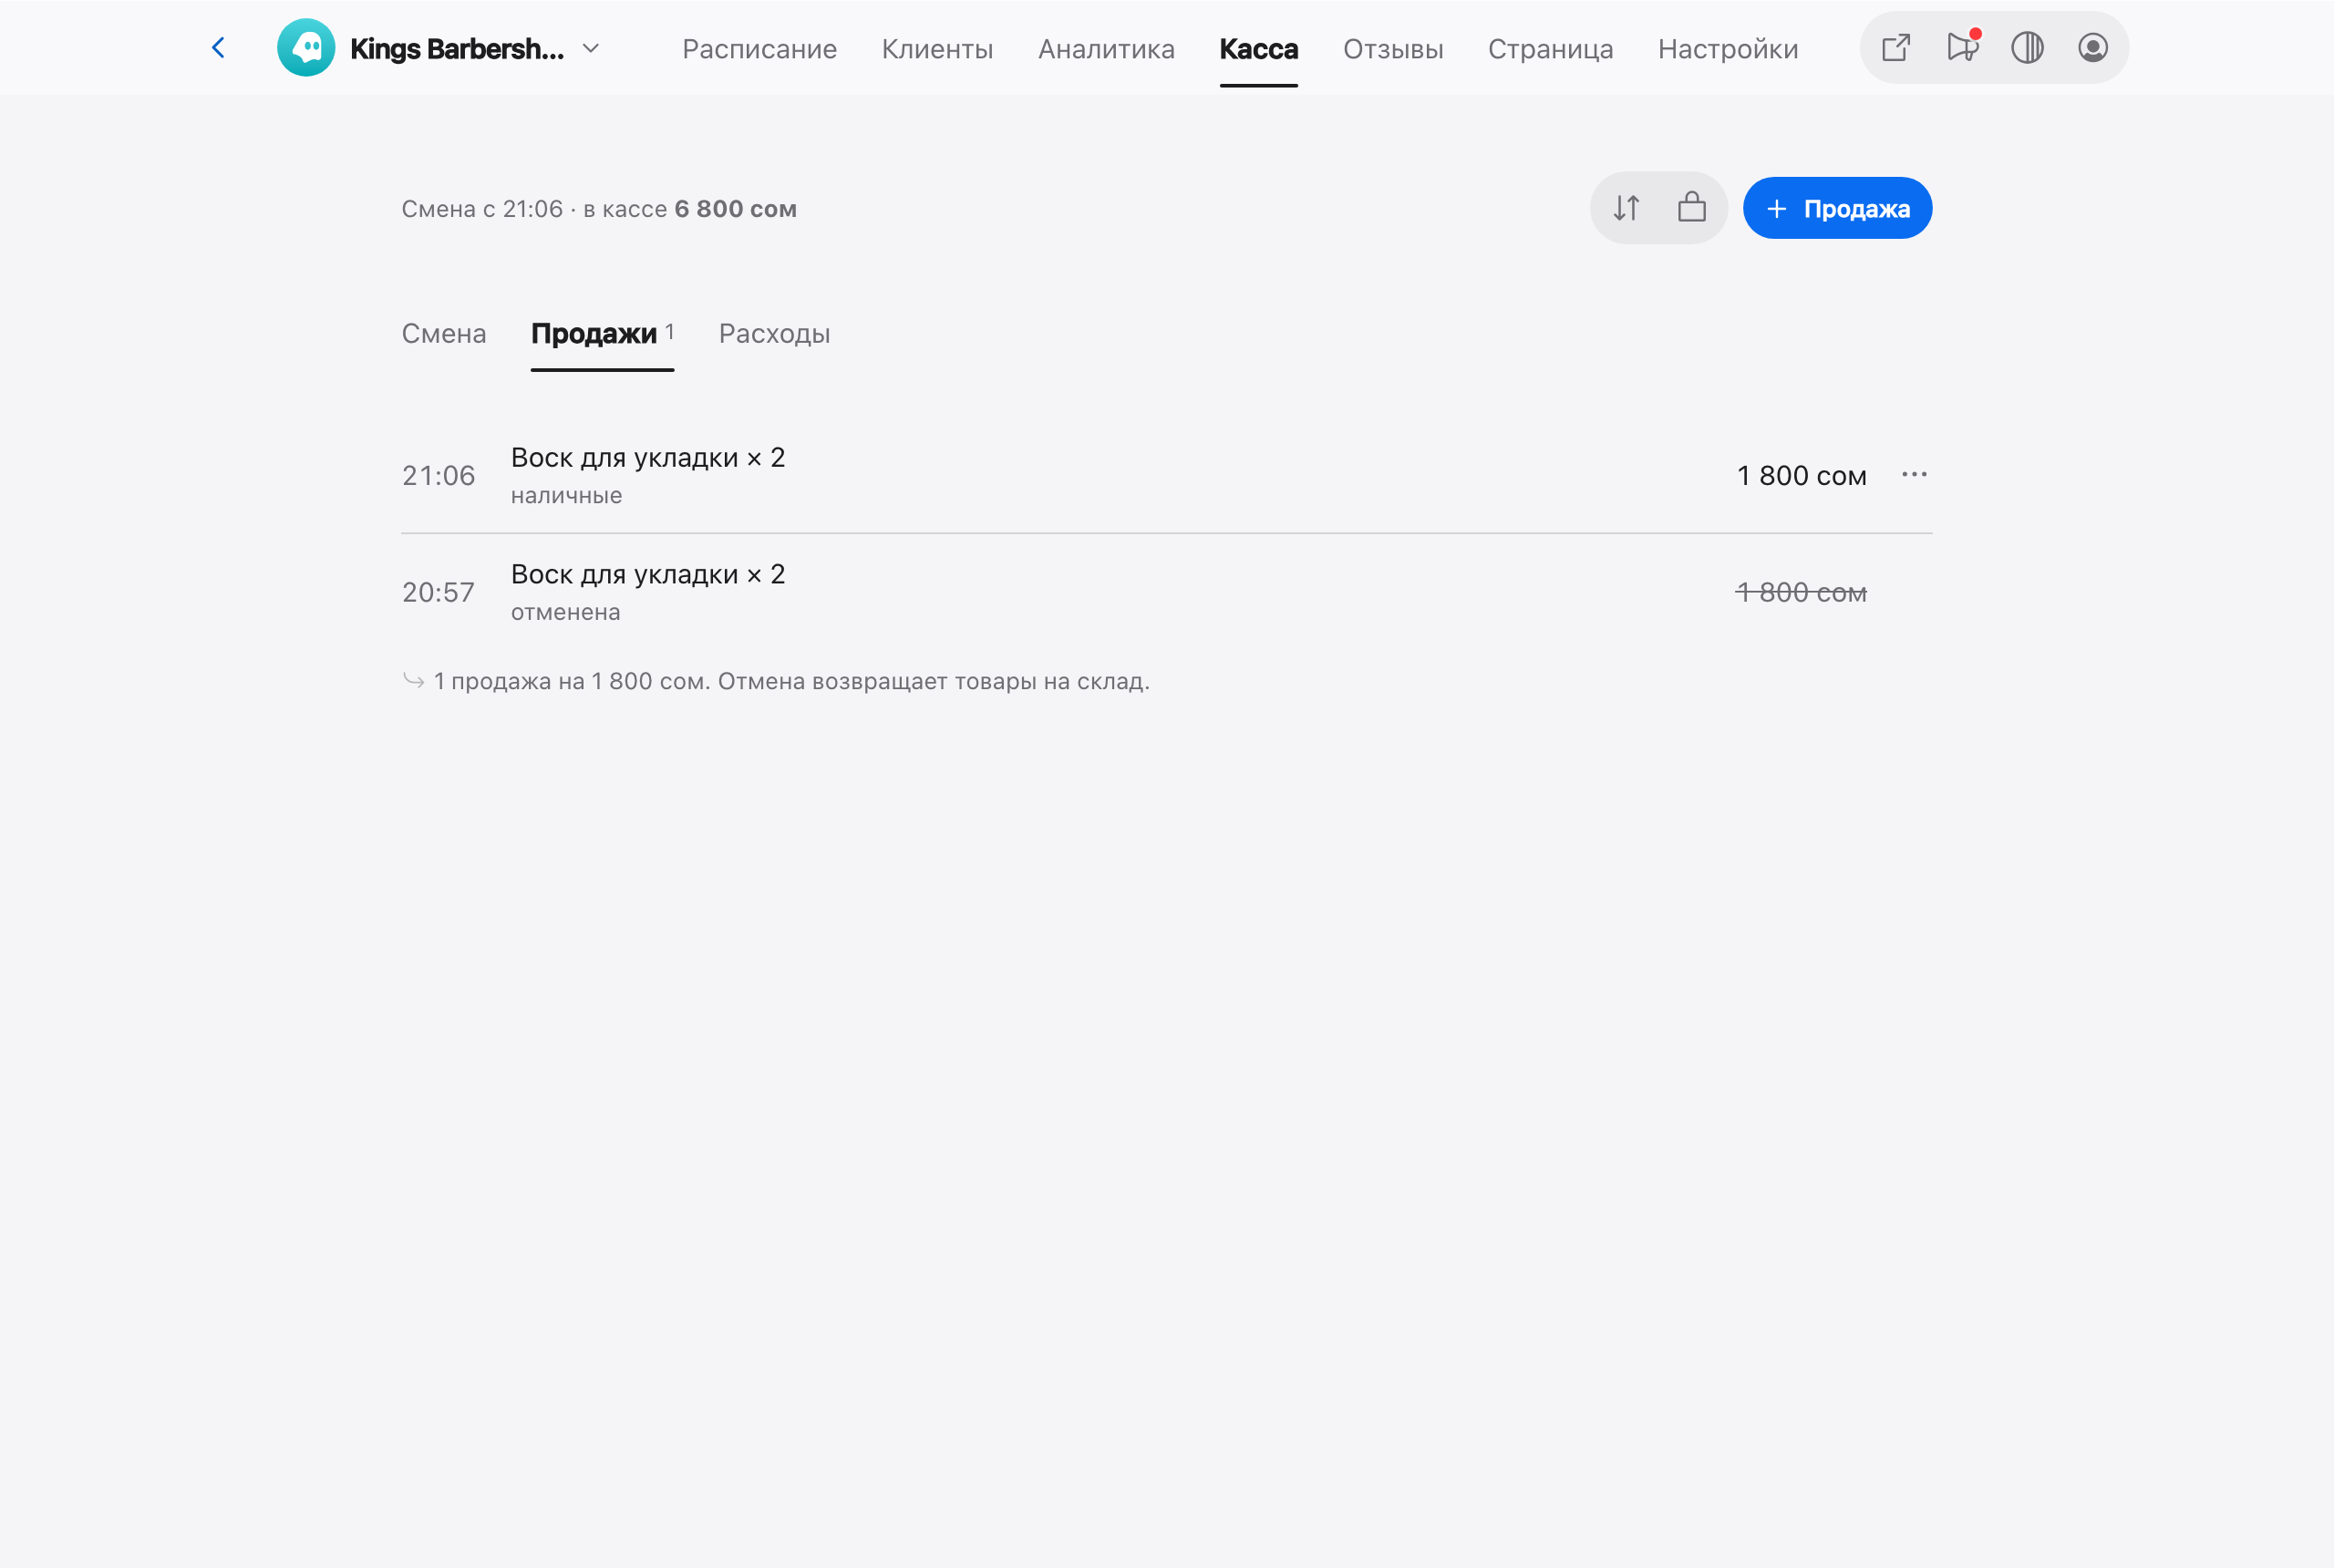 Kings Barbersh...
Расписание
Клиенты
Аналитика
Касса
Отзывы
Страница
Настройки
Смена с 21:06 · в кассе 6 800 сом
+ Продажа
Смена
Продажи 1
Расходы
21:06
Воск для укладки × 2
наличные
1 800 сом
20:57
Воск для укладки × 2
отменена
1 800 сом
1 продажа на 1 800 сом. Отмена возвращает товары на склад.